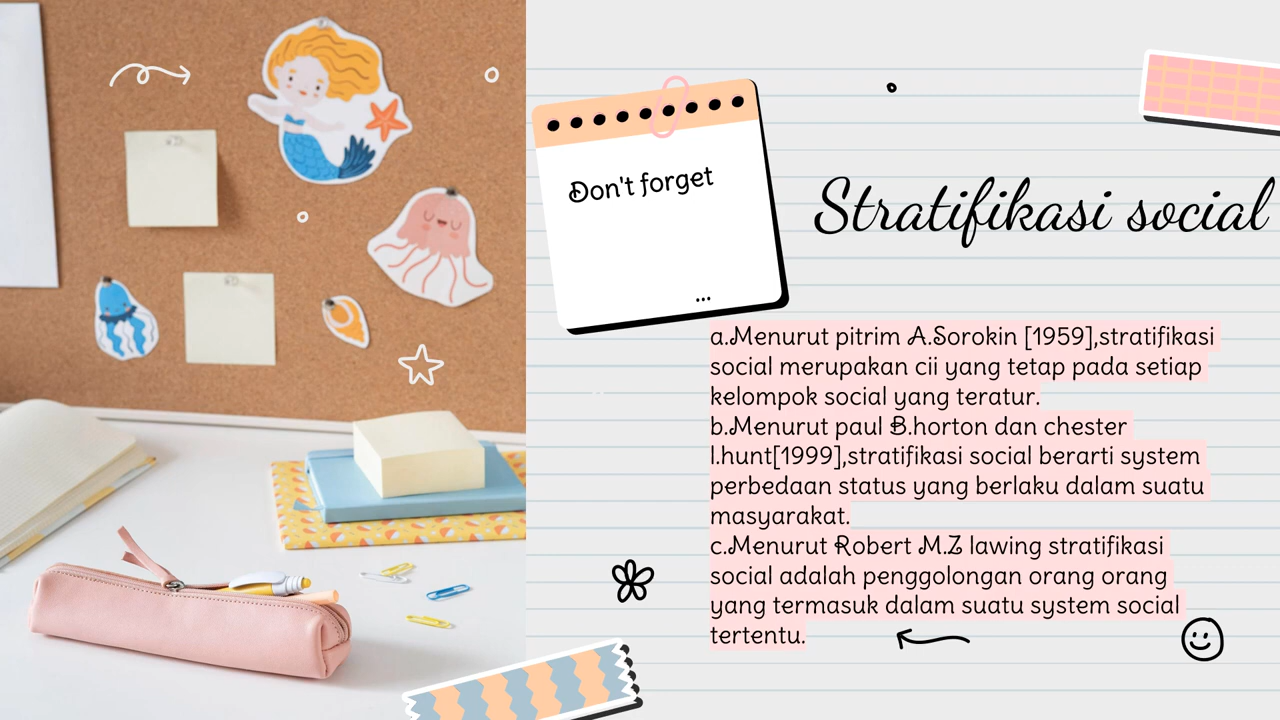 Don't forget
...
Stratifikasi social
a.Menurut pitrim A.Sorokin [1959],stratifikasi
social merupakan cii yang tetap pada setiap
kelompok social yang teratur.
b.Menurut paul B.horton dan chester
l.hunt[1999],stratifikasi social berarti system
perbedaan status yang berlaku dalam suatu
masyarakat.
c.Menurut Robert M.Z lawing stratifikasi
social adalah penggolongan orang orang
yang termasuk dalam suatu system social
tertentu.